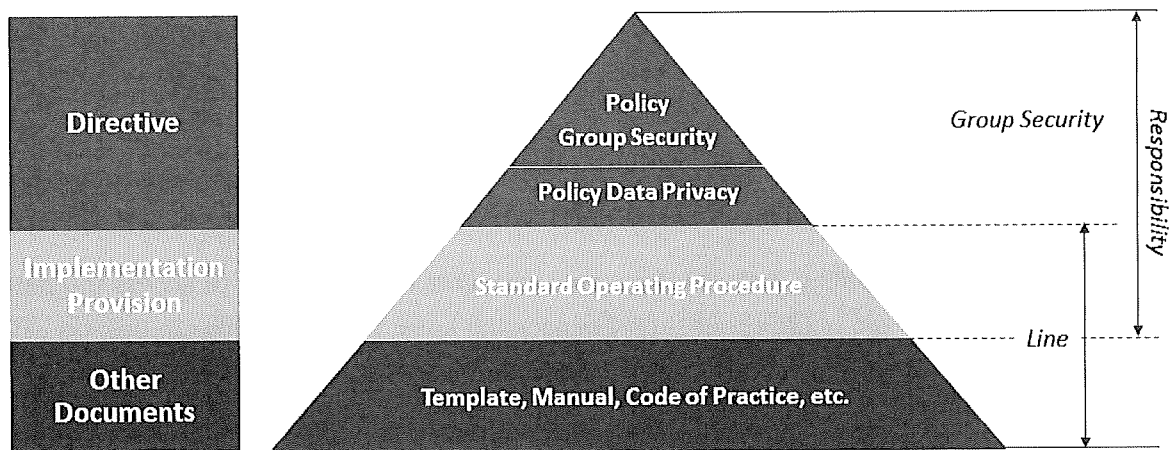 Directive
Implementation
Provision
Other
Documents
Policy
Group Security
Policy Data Privacy
Standard Operating Procedure
Template, Manual, Code of Practice, etc.
Group Security
Line
Responsibility